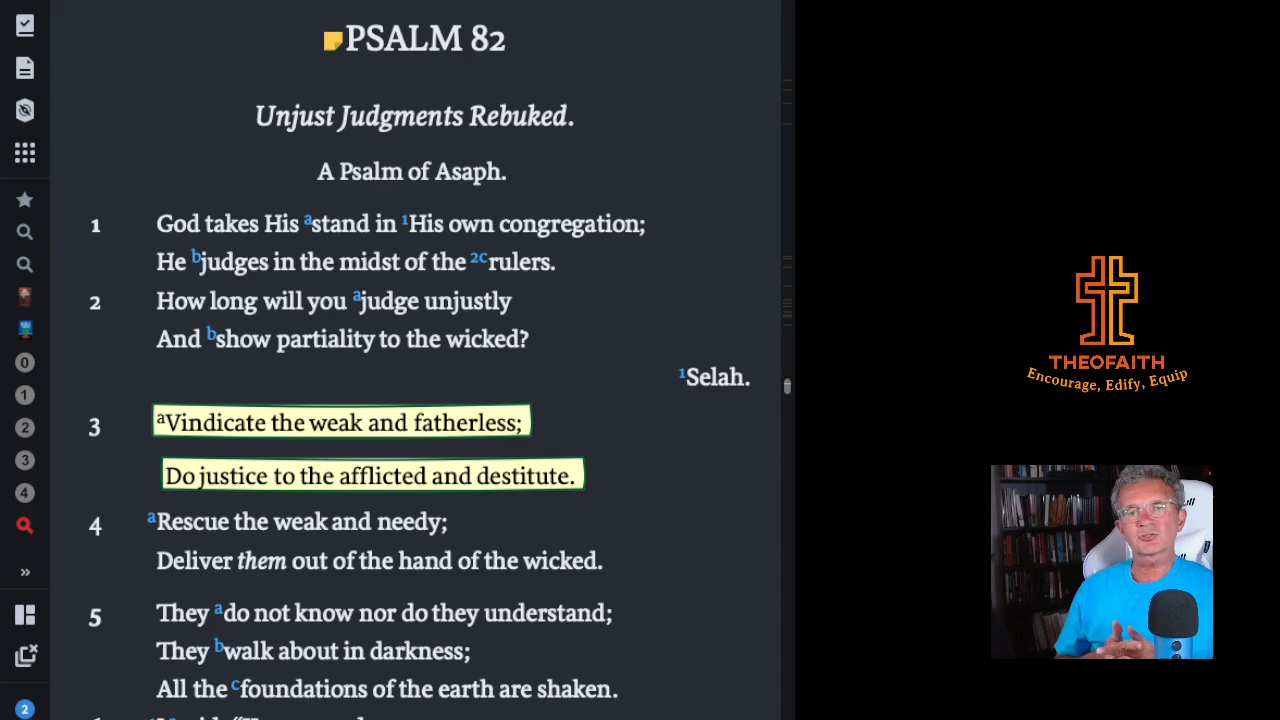 PSALM 82
Unjust Judgments Rebuked.
A Psalm of Asaph.
1 God takes His astand in 1His own congregation;
He bjudges in the midst of the 2crulers.
2 How long will you ajudge unjustly
And bshow partiality to the wicked?
1Selah.
3 aVindicate the weak and fatherless;
Do justice to the afflicted and destitute.
4 aRescue the weak and needy;
Deliver them out of the hand of the wicked.
5 They ado not know nor do they understand;
They bwalk about in darkness;
All the cfoundations of the earth are shaken.
0
1
2
3
4
»
2
THEOFAITH
Encourage, Edify, Equip